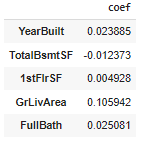 coef
YearBuilt 0.023885
TotalBsmtSF -0.012373
1stFlrSF 0.004928
GrLivArea 0.105942
FullBath 0.025081